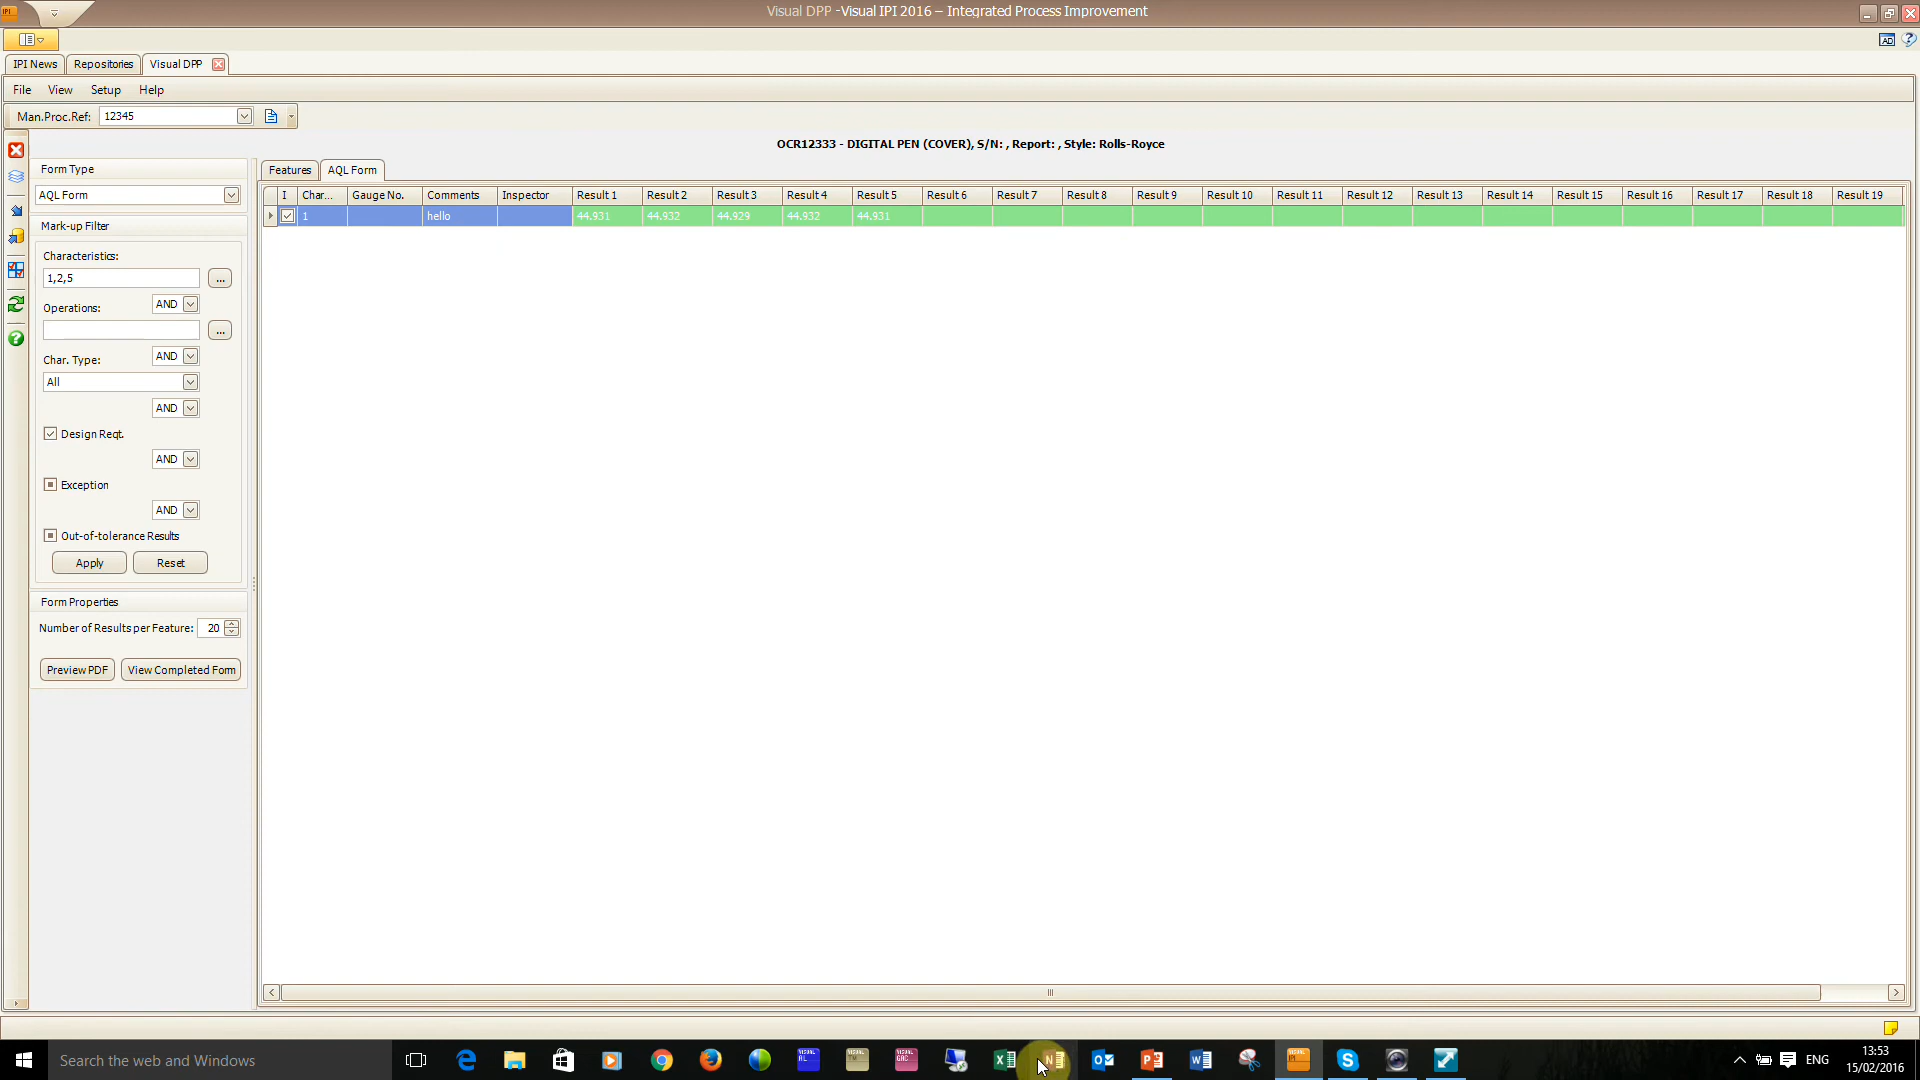 IPI
Visual DPP -Visual IPI 2016 – Integrated Process Improvement
AD
IPI News Repositories Visual DPP
File View Setup Help
Man.Proc.Ref: 12345
OCR12333 - DIGITAL PEN (COVER), S/N: , Report: , Style: Rolls-Royce
Form Type
AQL Form
Mark-up Filter
Characteristics:
1,2,5 ...
Operations: AND
...
Char. Type: AND
All
AND
Design Reqt.
AND
Exception
AND
Out-of-tolerance Results
Apply Reset
Form Properties
Number of Results per Feature: 20
Preview PDF View Completed Form
Features AQL Form
I Char... Gauge No. Comments Inspector Result 1 Result 2 Result 3 Result 4 Result 5 Result 6 Result 7 Result 8 Result 9 Result 10 Result 11 Result 12 Result 13 Result 14 Result 15 Result 16 Result 17 Result 18 Result 19
1 hello 44.931 44.932 44.929 44.932 44.931
Search the web and Windows
VISUAL AL
VISUAL GAC
ENG
13:53
15/02/2016